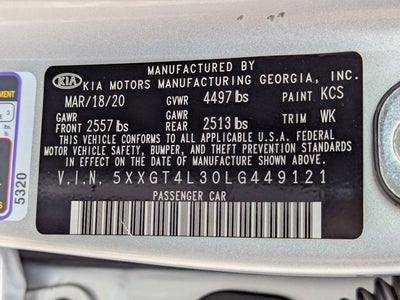 MANUFACTURED BY
KIA KIA MOTORS MANUFACTURING GEORGIA, INC.
MAR/18/20 GVWR 4497 lbs PAINT KCS
GAWR GAWR
FRONT 2557 lbs REAR 2513 lbs TRIM WK
THIS VEHICLE CONFORMS TO ALL APPLICABLE U.S.A. FEDERAL
MOTOR VEHICLE SAFETY, BUMPER, AND THEFT PREVENTION STANDARDS
IN EFFECT ON THE DATE OF MANUFACTURE SHOWN ABOVE.
V.I.N. 5XXGT4L30LG449121
PASSENGER CAR
5320